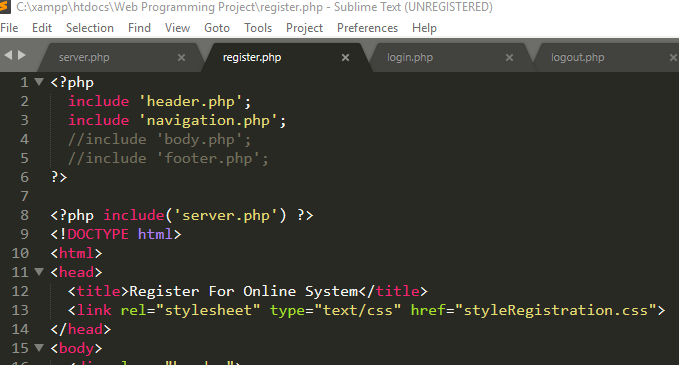 C:\xampp\htdocs\Web Programming Project\register.php - Sublime Text (UNREGISTERED)
File Edit Selection Find View Goto Tools Project Preferences Help
server.php × register.php × login.php × logout.php ×
1 <?php
2 include 'header.php';
3 include 'navigation.php';
4 //include 'body.php';
5 //include 'footer.php';
6 ?>
7
8 <?php include('server.php') ?>
9 <!DOCTYPE html>
10 <html>
11 <head>
12 <title>Register For Online System</title>
13 <link rel="stylesheet" type="text/css" href="styleRegistration.css">
14 </head>
15 <body>